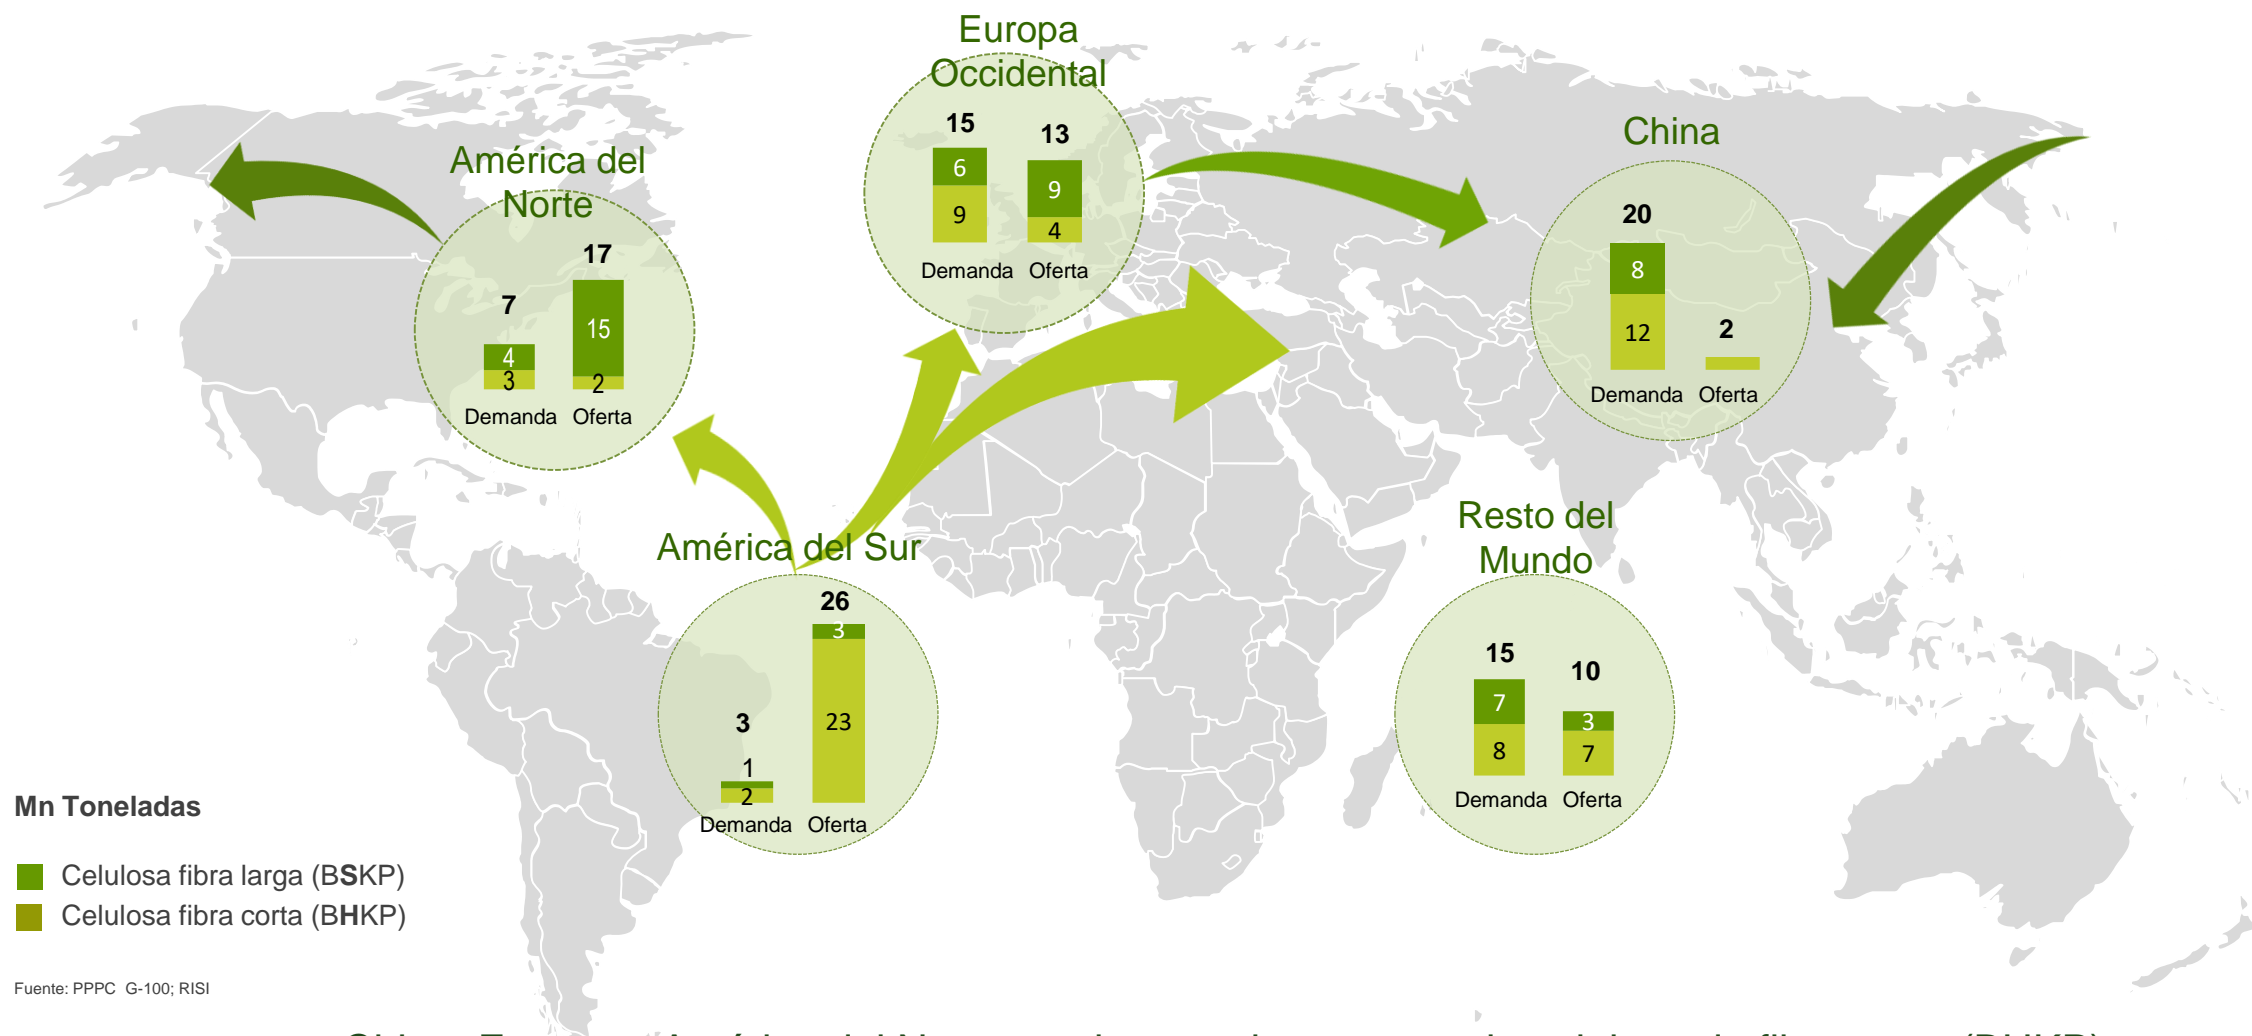 Europa
Occidental
15
13
6
9
9
4
Demanda Oferta
China
20
8
12
2
Demanda Oferta
América del
Norte
17
7
15
4
3
2
Demanda Oferta
América del Sur
26
3
23
3
1
2
Demanda Oferta
Resto del
Mundo
15
10
7
3
8
7
Demanda Oferta
Mn Toneladas
Celulosa fibra larga (BSKP)
Celulosa fibra corta (BHKP)
Fuente: PPPC G-100; RISI